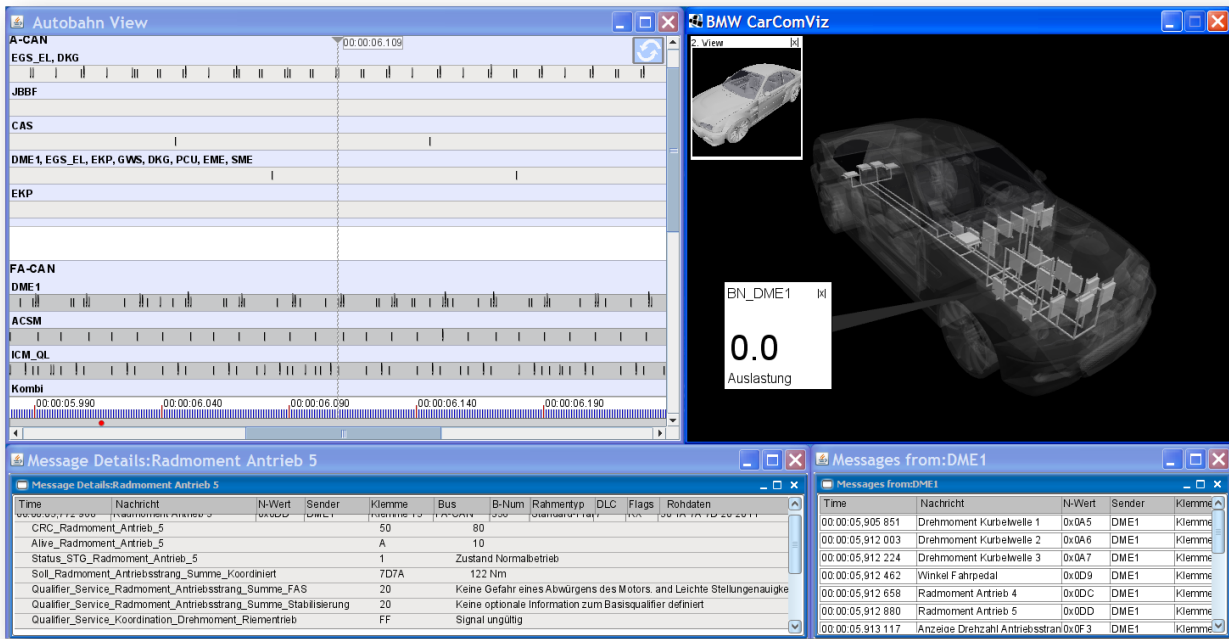 Autobahn View
A-CAN
00:00:06.109
EGS_EL, DKG
JBBF
CAS
DME1, EGS_EL, EKP, GWS, DKG, PCU, EME, SME
EKP
FA-CAN
DME1
ACSM
ICM_QL
Kombi
00:00:05.990 00:00:06.040 00:00:06.090 00:00:06.140 00:00:06.190
BMW CarComViz
2. View |x|
BN_DME1 |x|
0.0
Auslastung
Message Details:Radmoment Antrieb 5
Message Details:Radmoment Antrieb 5
Time Nachricht N-Wert Sender Klemme Bus B-Num Rahmentyp DLC Flags Rohdaten
CRC_Radmoment_Antrieb_5 50 80
Alive_Radmoment_Antrieb_5 A 10
Status_STG_Radmoment_Antrieb_5 1 Zustand Normalbetrieb
Soll_Radmoment_Antriebsstrang_Summe_Koordiniert 7D7A 122 Nm
Qualifier_Service_Radmoment_Antriebsstrang_Summe_FAS 20 Keine Gefahr eines Abwürgens des Motors. and Leichte Stellungenauigke
Qualifier_Service_Radmoment_Antriebsstrang_Summe_Stabilisierung 20 Keine optionale Information zum Basisqualifier definiert
Qualifier_Service_Koordination_Drehmoment_Riementrieb FF Signal ungültig
Messages from:DME1
Messages from:DME1
Time Nachricht N-Wert Sender Klemme
00:00:05,905 851 Drehmoment Kurbelwelle 1 0x0A5 DME1 Klemme
00:00:05,912 003 Drehmoment Kurbelwelle 2 0x0A6 DME1 Klemme
00:00:05,912 224 Drehmoment Kurbelwelle 3 0x0A7 DME1 Klemme
00:00:05,912 462 Winkel Fahrpedal 0x0D9 DME1 Klemme
00:00:05,912 658 Radmoment Antrieb 4 0x0DC DME1 Klemme
00:00:05,912 880 Radmoment Antrieb 5 0x0DD DME1 Klemme
00:00:05,913 117 Anzeige Drehzahl Antriebsstran 0x0F3 DME1 Klemme